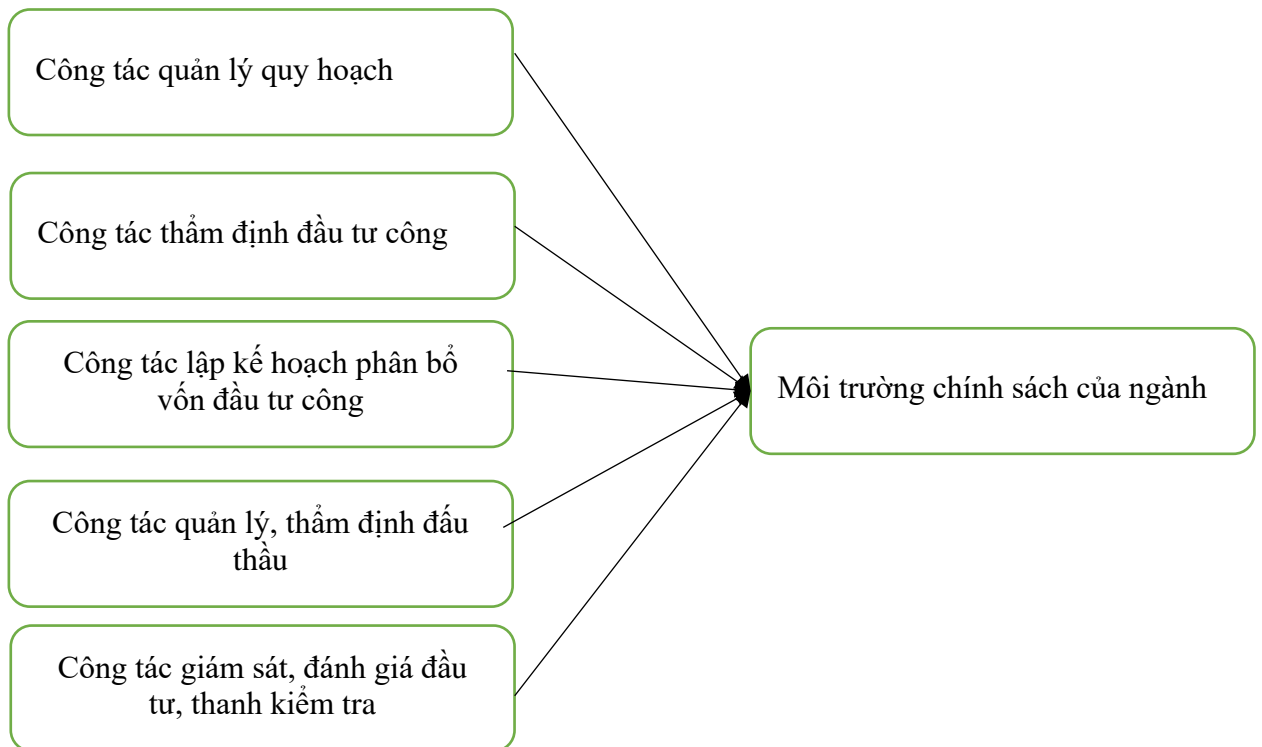 Công tác quản lý quy hoạch
Công tác thẩm định đầu tư công
Công tác lập kế hoạch phân bổ
vốn đầu tư công
Môi trường chính sách của ngành
Công tác quản lý, thẩm định đấu
thầu
Công tác giám sát, đánh giá đầu
tư, thanh kiểm tra